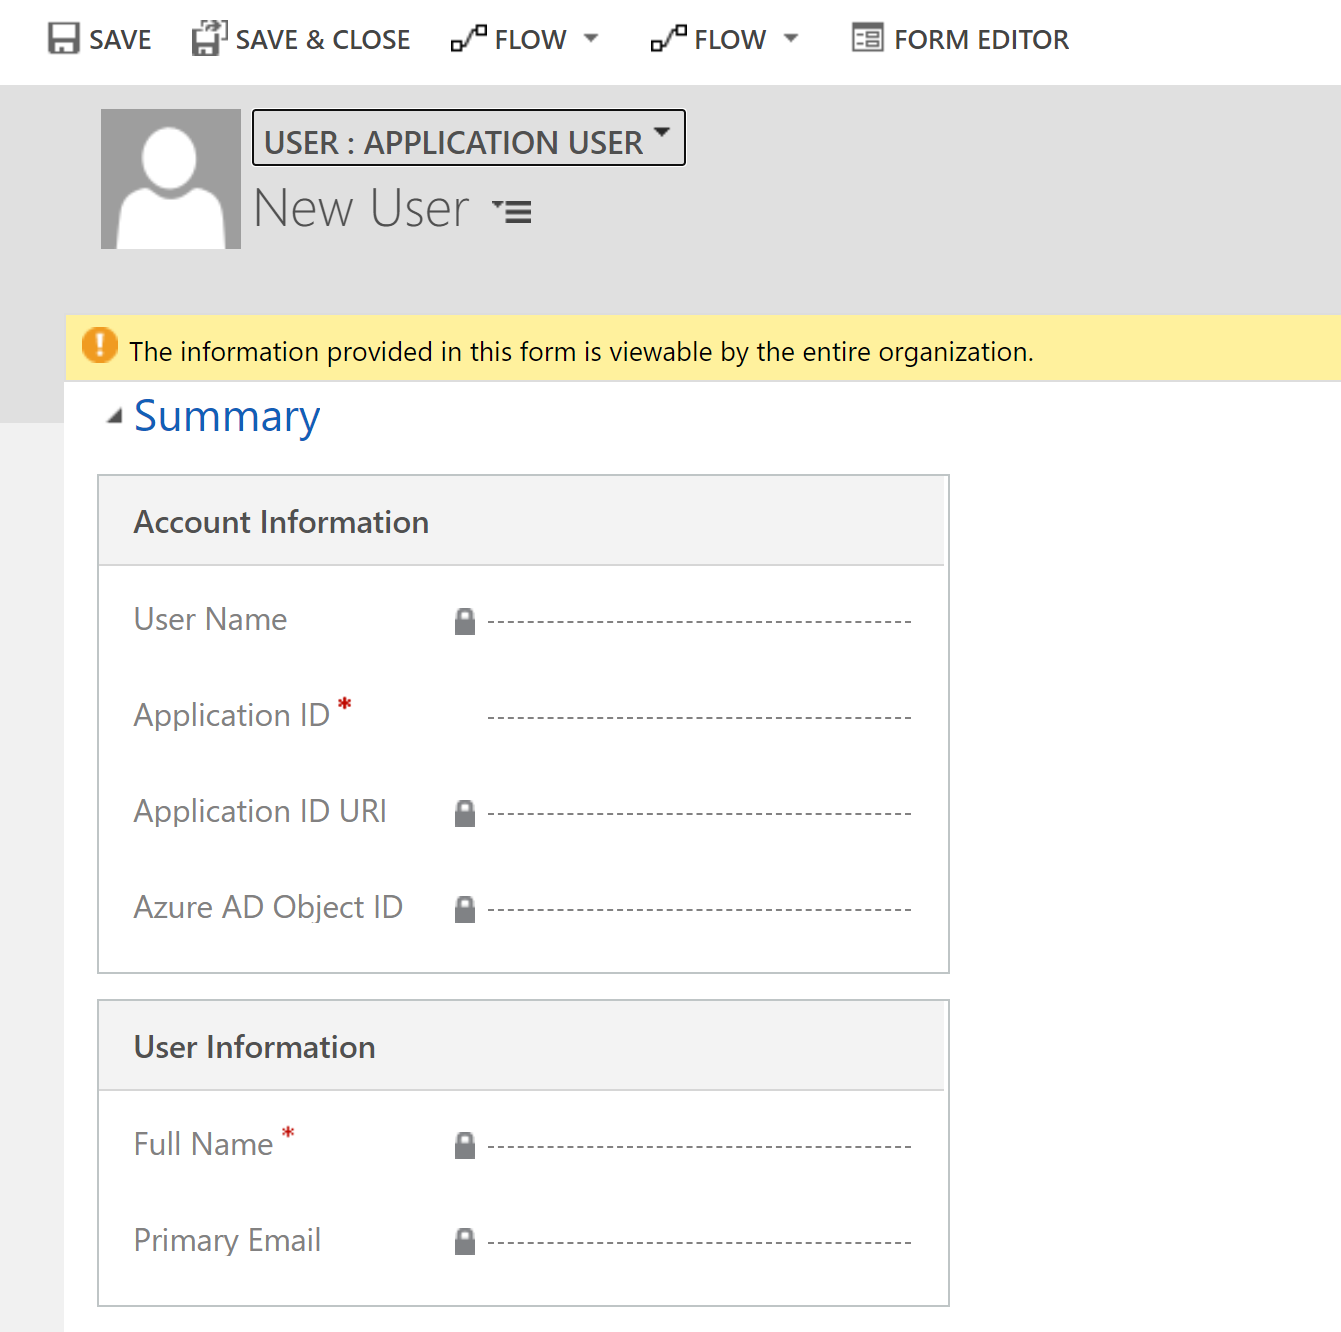 SAVE SAVE & CLOSE FLOW FLOW FORM EDITOR
USER : APPLICATION USER
New User
The information provided in this form is viewable by the entire organization.
Summary
Account Information
User Name
Application ID *
Application ID URI
Azure AD Object ID
User Information
Full Name *
Primary Email